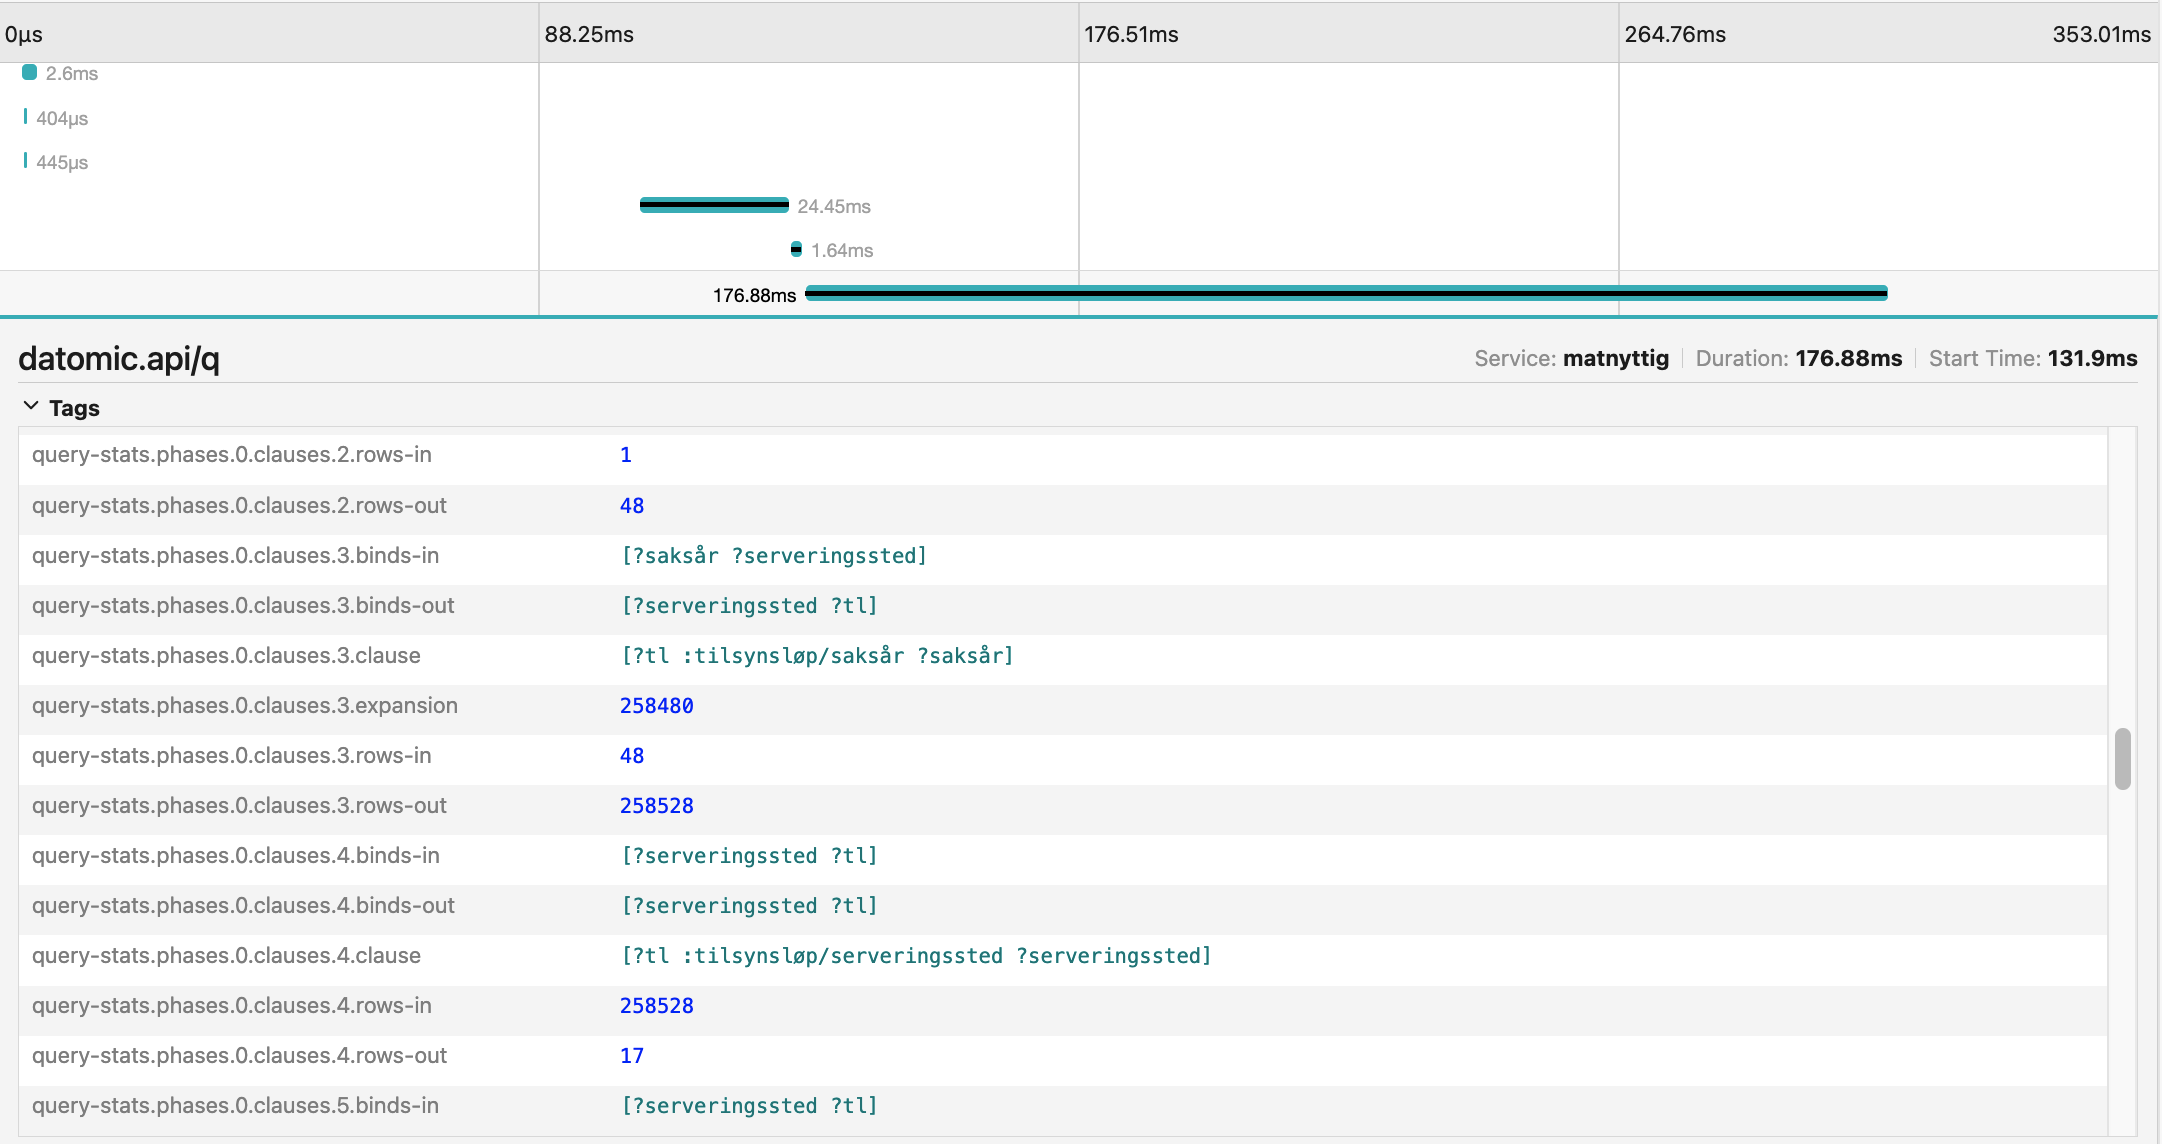 0μs 88.25ms 176.51ms 264.76ms 353.01ms
2.6ms
404μs
445μs
24.45ms
1.64ms
176.88ms
datomic.api/q Service: matnyttig Duration: 176.88ms Start Time: 131.9ms
Tags
query-stats.phases.0.clauses.2.rows-in 1
query-stats.phases.0.clauses.2.rows-out 48
query-stats.phases.0.clauses.3.binds-in [?saksår ?serveringssted]
query-stats.phases.0.clauses.3.binds-out [?serveringssted ?tl]
query-stats.phases.0.clauses.3.clause [?tl :tilsynsløp/saksår ?saksår]
query-stats.phases.0.clauses.3.expansion 258480
query-stats.phases.0.clauses.3.rows-in 48
query-stats.phases.0.clauses.3.rows-out 258528
query-stats.phases.0.clauses.4.binds-in [?serveringssted ?tl]
query-stats.phases.0.clauses.4.binds-out [?serveringssted ?tl]
query-stats.phases.0.clauses.4.clause [?tl :tilsynsløp/serveringssted ?serveringssted]
query-stats.phases.0.clauses.4.rows-in 258528
query-stats.phases.0.clauses.4.rows-out 17
query-stats.phases.0.clauses.5.binds-in [?serveringssted ?tl]